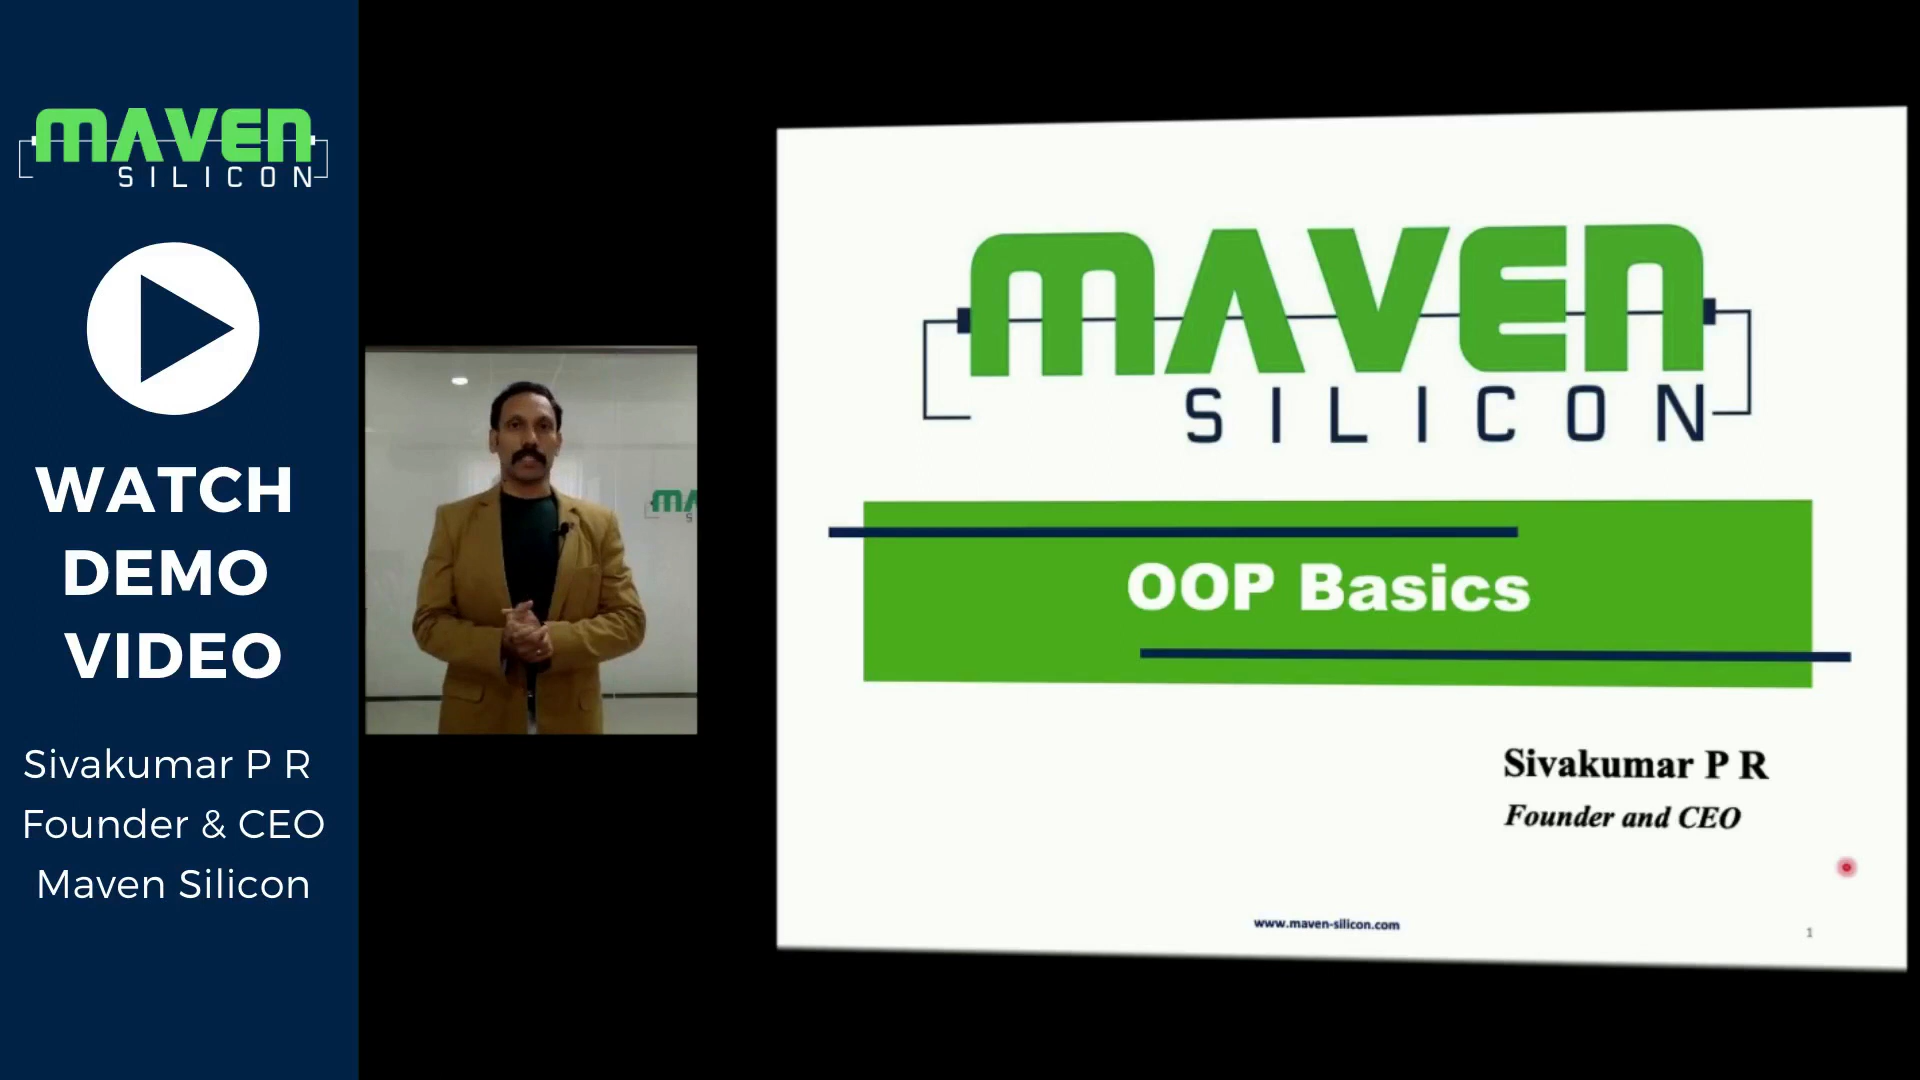 MAVEN
SILICON
WATCH
DEMO
VIDEO
Sivakumar P R
Founder & CEO
Maven Silicon
MA
S
MAVEN
SILICON
OOP Basics
Sivakumar P R
Founder and CEO
www.maven-silicon.com
1